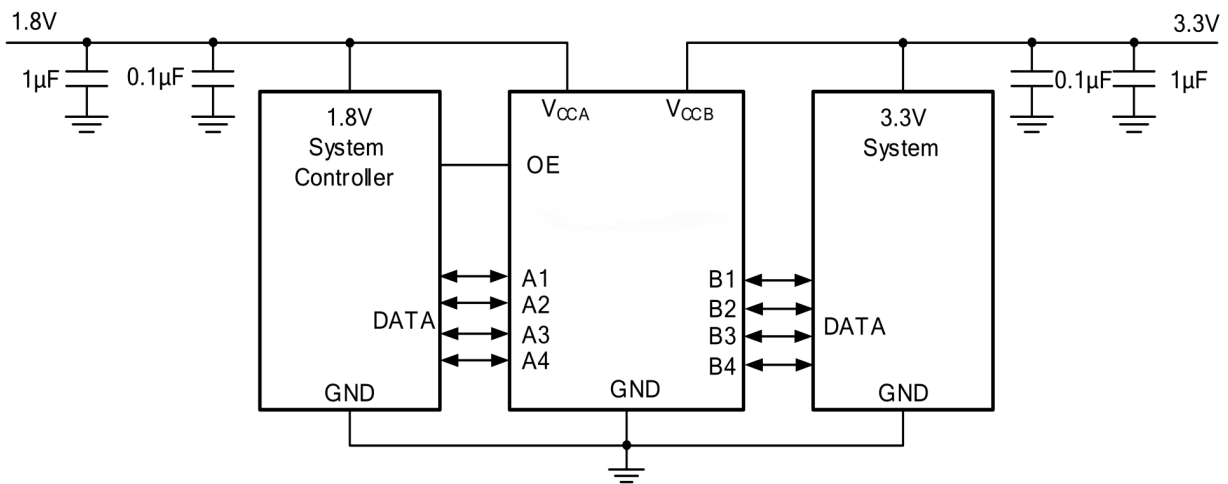 1.8V
3.3V
1µF
0.1µF
0.1µF
1µF
1.8V
System
Controller
VCCA
VCCB
3.3V
System
OE
A1
A2
A3
A4
B1
B2
B3
B4
DATA
DATA
GND
GND
GND